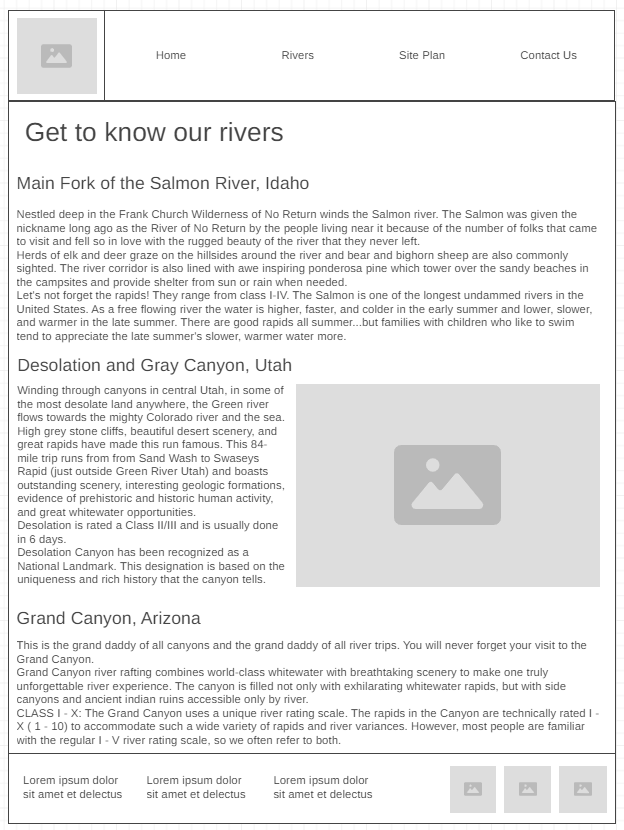 Home Rivers Site Plan Contact Us
Get to know our rivers
Main Fork of the Salmon River, Idaho
Nestled deep in the Frank Church Wilderness of No Return winds the Salmon river. The Salmon was given the
nickname long ago as the River of No Return by the people living near it because of the number of folks that came
to visit and fell so in love with the rugged beauty of the river that they never left.
Herds of elk and deer graze on the hillsides around the river and bear and bighorn sheep are also commonly
sighted. The river corridor is also lined with awe inspiring ponderosa pine which tower over the sandy beaches in
the campsites and provide shelter from sun or rain when needed.
Let's not forget the rapids! They range from class I-IV. The Salmon is one of the longest undammed rivers in the
United States. As a free flowing river the water is higher, faster, and colder in the early summer and lower, slower,
and warmer in the late summer. There are good rapids all summer...but families with children who like to swim
tend to appreciate the late summer's slower, warmer water more.
Desolation and Gray Canyon, Utah
Winding through canyons in central Utah, in some of
the most desolate land anywhere, the Green river
flows towards the mighty Colorado river and the sea.
High grey stone cliffs, beautiful desert scenery, and
great rapids have made this run famous. This 84-
mile trip runs from from Sand Wash to Swaseys
Rapid (just outside Green River Utah) and boasts
outstanding scenery, interesting geologic formations,
evidence of prehistoric and historic human activity,
and great whitewater opportunities.
Desolation is rated a Class II/III and is usually done
in 6 days.
Desolation Canyon has been recognized as a
National Landmark. This designation is based on the
uniqueness and rich history that the canyon tells.
Grand Canyon, Arizona
This is the grand daddy of all canyons and the grand daddy of all river trips. You will never forget your visit to the
Grand Canyon.
Grand Canyon river rafting combines world-class whitewater with breathtaking scenery to make one truly
unforgettable river experience. The canyon is filled not only with exhilarating whitewater rapids, but with side
canyons and ancient indian ruins accessible only by river.
CLASS I - X: The Grand Canyon uses a unique river rating scale. The rapids in the Canyon are technically rated I -
X ( 1 - 10) to accommodate such a wide variety of rapids and river variances. However, most people are familiar
with the regular I - V river rating scale, so we often refer to both.
Lorem ipsum dolor
sit amet et delectus
Lorem ipsum dolor
sit amet et delectus
Lorem ipsum dolor
sit amet et delectus